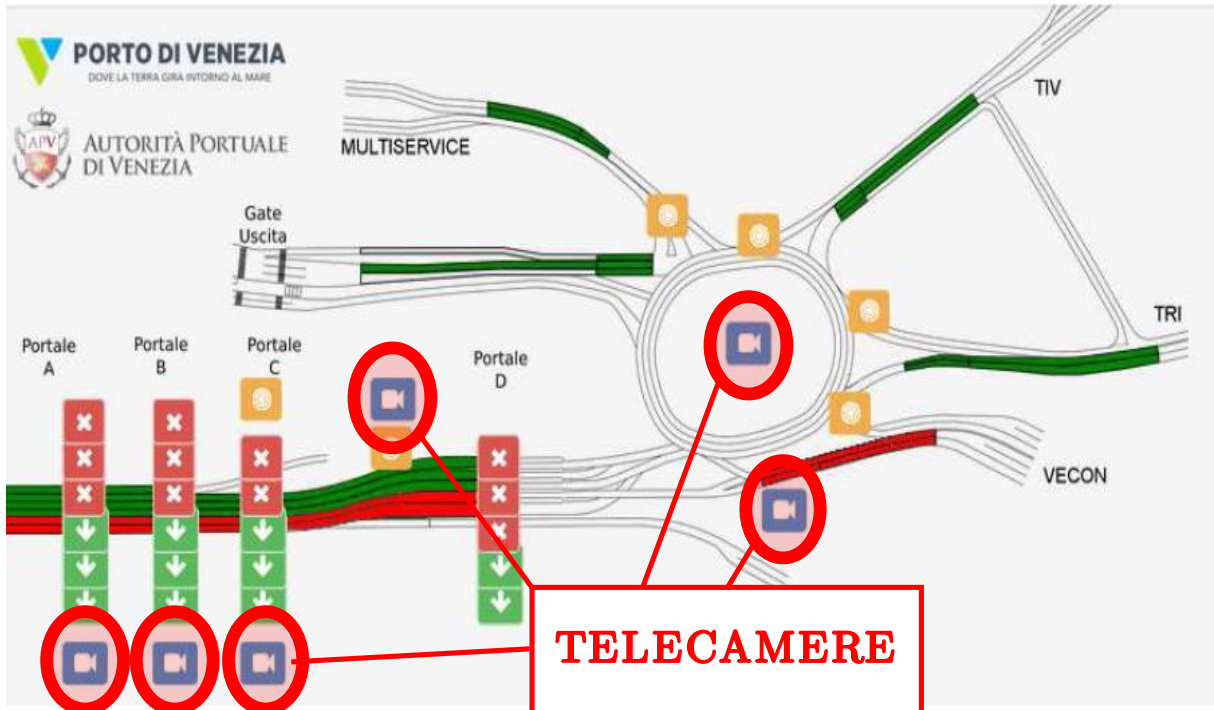 PORTO DI VENEZIA
DOVE LA TERRA GIRA INTORNO AL MARE
APV
AUTORITÀ PORTUALE
DI VENEZIA
MULTISERVICE
TIV
Gate
Uscita
TRI
Portale
A
Portale
B
Portale
C
Portale
D
VECON
TELECAMERE